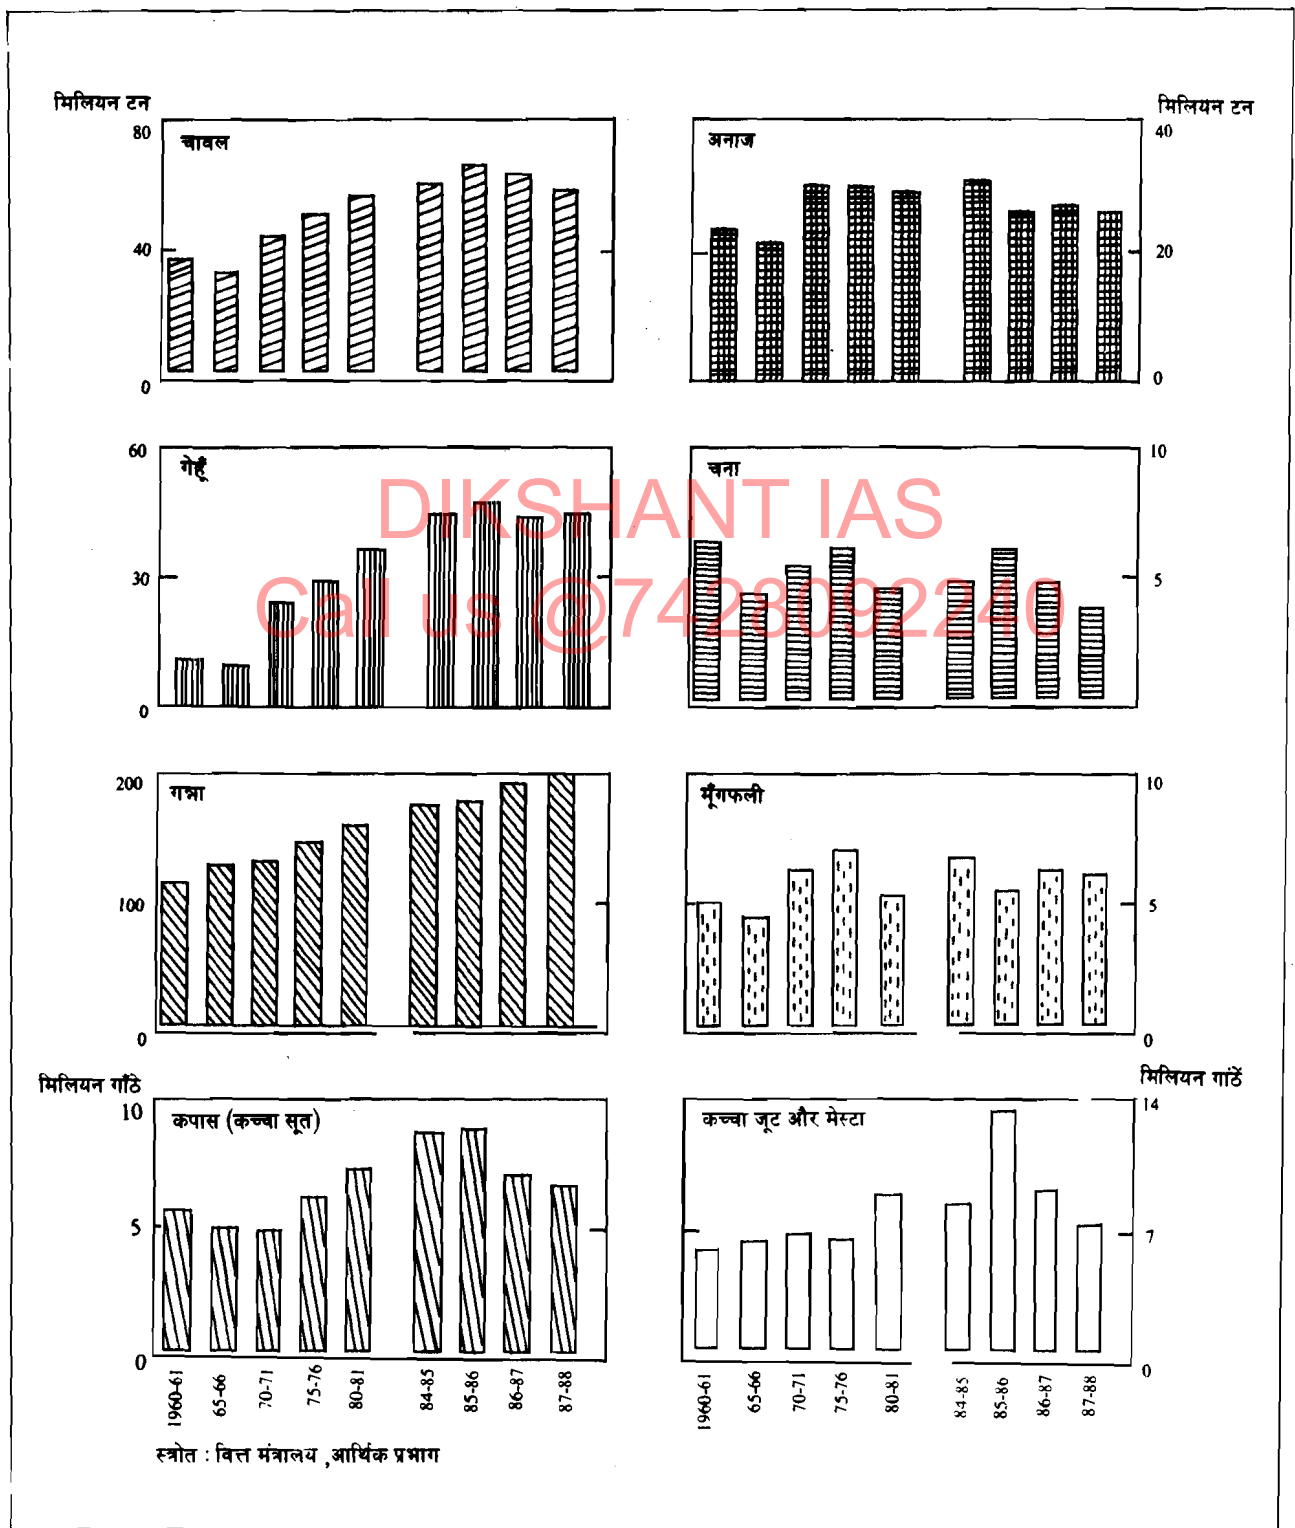 मिलियन टन
मिलियन टन
80
चावल
40
0
अनाज
40
20
0
60
गेहूँ
30
0
चना
10
5
DIKSHANT IAS
Call us @7428092240
200
गन्ना
100
0
मूँगफली
10
5
0
मिलियन गाँठे
मिलियन गांठें
10
कपास (कच्चा सूत)
5
0
कच्चा जूट और मेस्टा
14
7
0
1960-61 65-66 70-71 75-76 80-81 84-85 85-86 86-87 87-88
1960-61 65-66 70-71 75-76 80-81 84-85 85-86 86-87 87-88
स्त्रोत : वित्त मंत्रालय ,आर्थिक प्रभाग